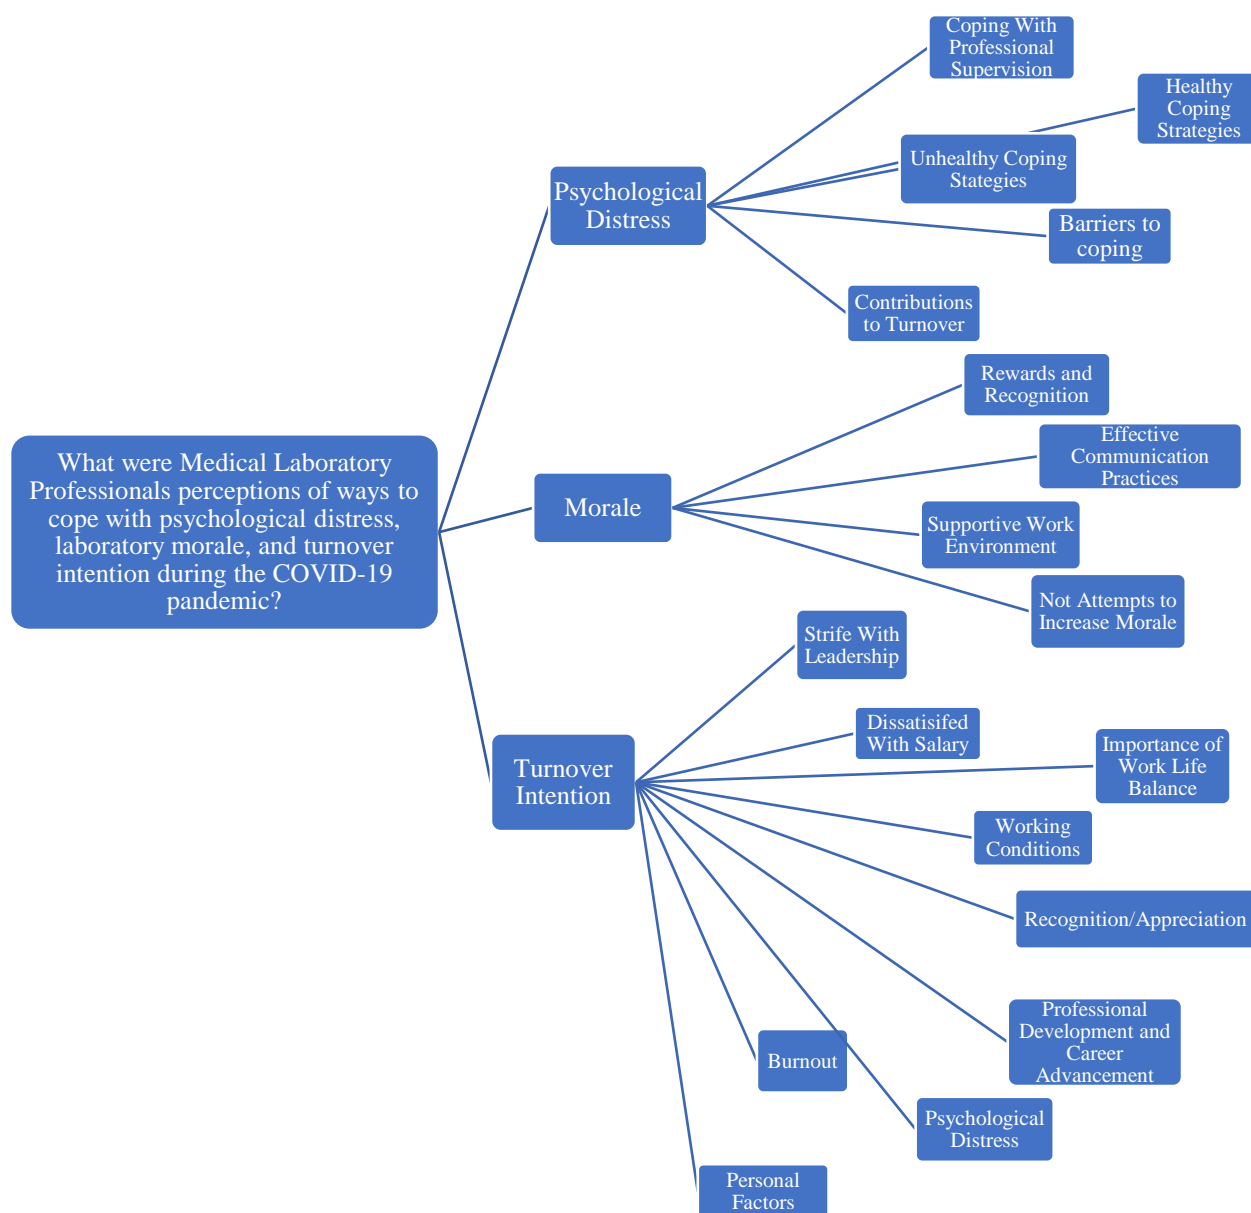 What were Medical Laboratory
Professionals perceptions of ways to
cope with psychological distress,
laboratory morale, and turnover
intention during the COVID-19
pandemic?
Psychological
Distress
Coping With
Professional
Supervision
Healthy
Coping
Strategies
Unhealthy Coping
Stategies
Barriers to
coping
Contributions
to Turnover
Morale
Rewards and
Recognition
Effective
Communication
Practices
Supportive Work
Environment
Not Attempts to
Increase Morale
Turnover
Intention
Strife With
Leadership
Dissatisifed
With Salary
Importance of
Work Life
Balance
Working
Conditions
Recognition/Appreciation
Professional
Development and
Career
Advancement
Psychological
Distress
Burnout
Personal
Factors